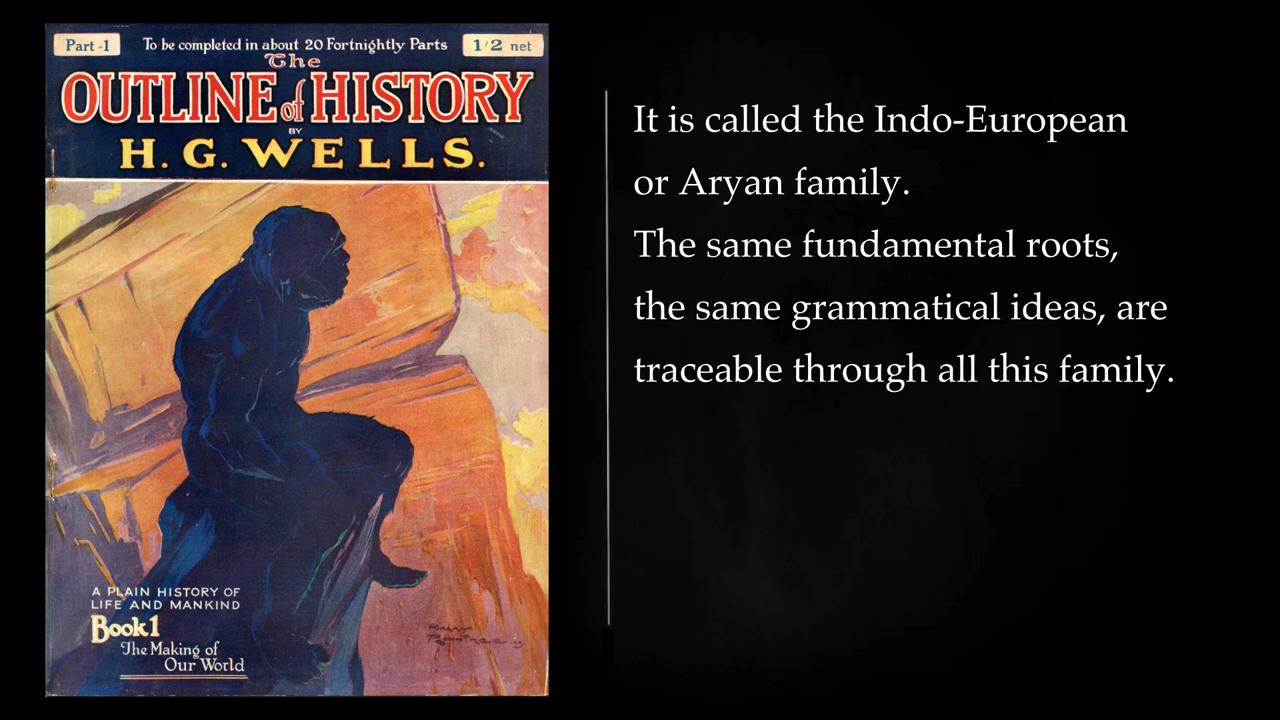 Part -1
To be completed in about 20 Fortnightly Parts
1/2 net
The
OUTLINE of HISTORY
BY
H. G. WELLS.
A PLAIN HISTORY OF
LIFE AND MANKIND
Book 1
The Making of
Our World
It is called the Indo-European
or Aryan family.
The same fundamental roots,
the same grammatical ideas, are
traceable through all this family.